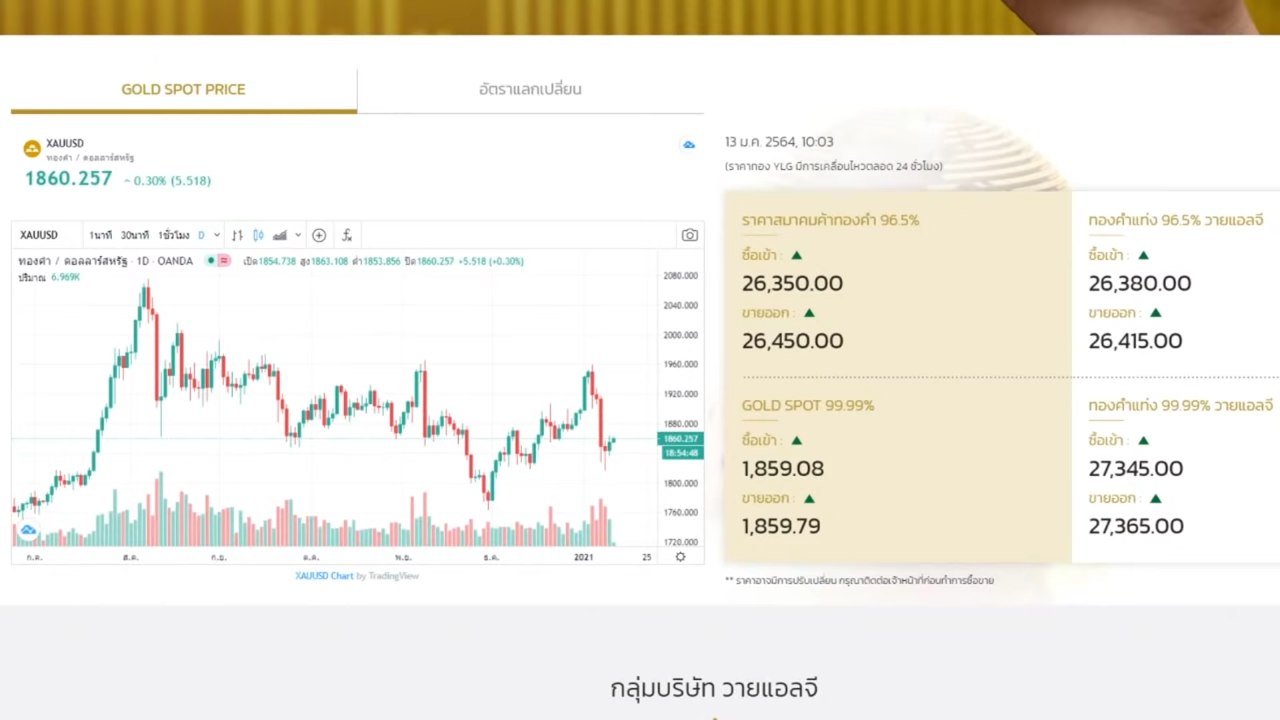 GOLD SPOT PRICE
อัตราแลกเปลี่ยน
XAUUSD
ทองคำ / ดอลลาร์สหรัฐ
1860.257 0.30% (5.518)
XAUUSD 1นาที 30นาที 1ชั่วโมง D
ทองคำ / ดอลลาร์สหรัฐ · 1D · OANDA เปิด1854.738 สูง1863.108 ต่ำ1853.856 ปิด1860.257 +5.518 (+0.30%)
ปริมาณ 6.969K
2080.000
2040.000
2000.000
1960.000
1920.000
1880.000
1860.257
18:54:48
1800.000
1760.000
1720.000
ก.ค. ส.ค. ก.ย. ต.ค. พ.ย. ธ.ค. 2021 25
XAUUSD Chart by TradingView
13 ม.ค. 2564, 10:03
(ราคาทอง YLG มีการเคลื่อนไหวตลอด 24 ชั่วโมง)
ราคาสมาคมค้าทองคำ 96.5%
ซื้อเข้า :
26,350.00
ขายออก :
26,450.00
ทองคำแท่ง 96.5% วายแอลจี
ซื้อเข้า :
26,380.00
ขายออก :
26,415.00
GOLD SPOT 99.99%
ซื้อเข้า :
1,859.08
ขายออก :
1,859.79
ทองคำแท่ง 99.99% วายแอลจี
ซื้อเข้า :
27,345.00
ขายออก :
27,365.00
** ราคาอาจมีการปรับเปลี่ยน กรุณาติดต่อเจ้าหน้าที่ก่อนทำการซื้อขาย
กลุ่มบริษัท วายแอลจี